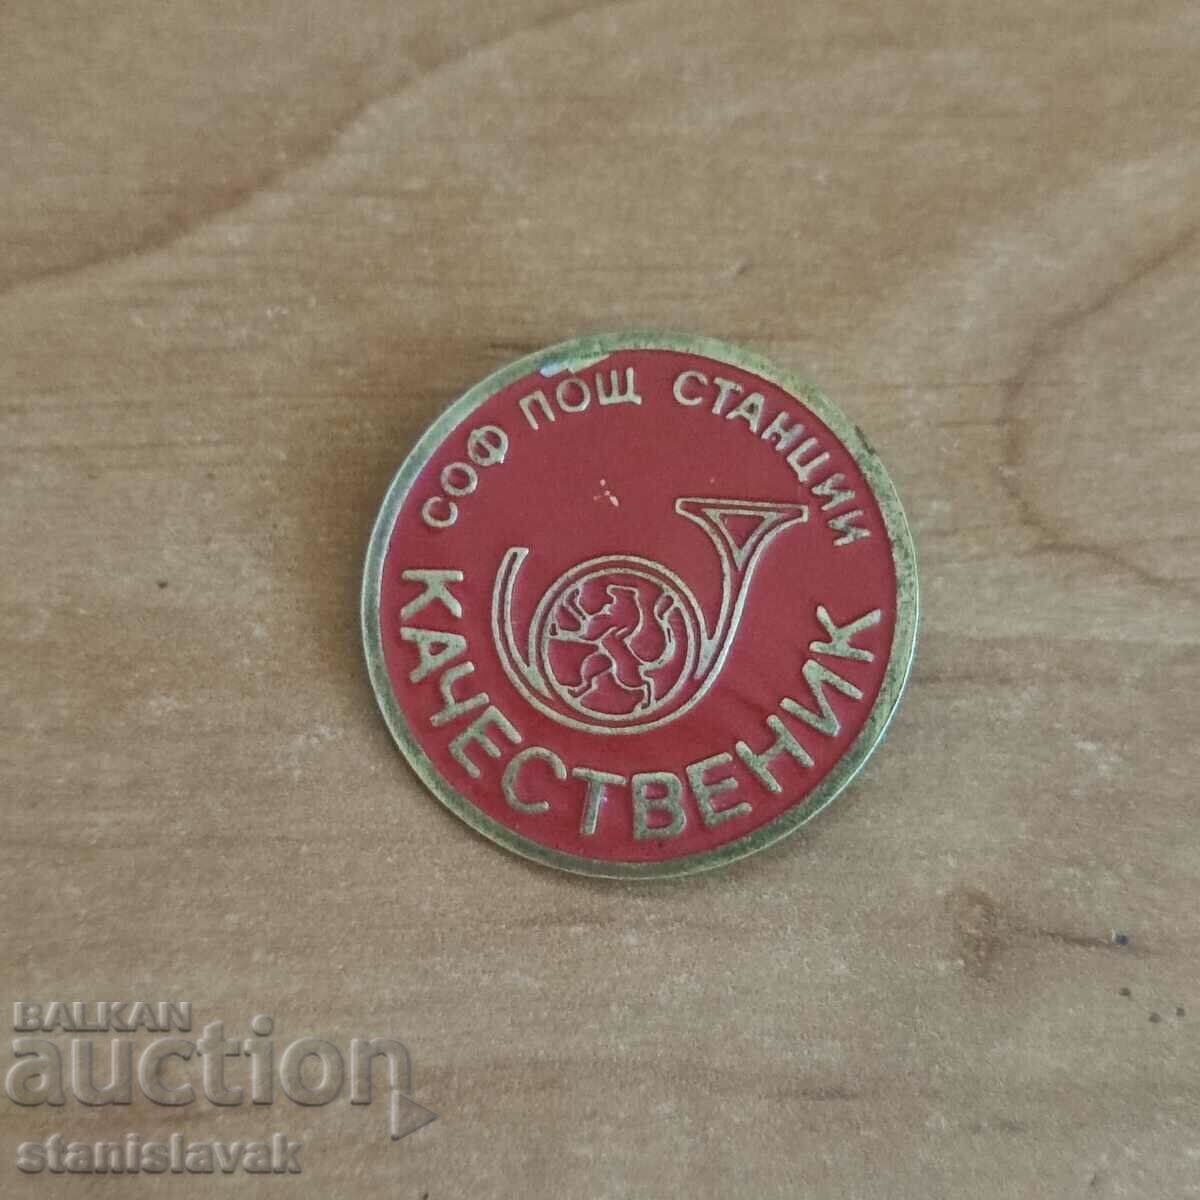 СОФ ПОЩ СТАНЦИИ
КАЧЕСТВЕНИК
BALKAN
auction
stanislavak